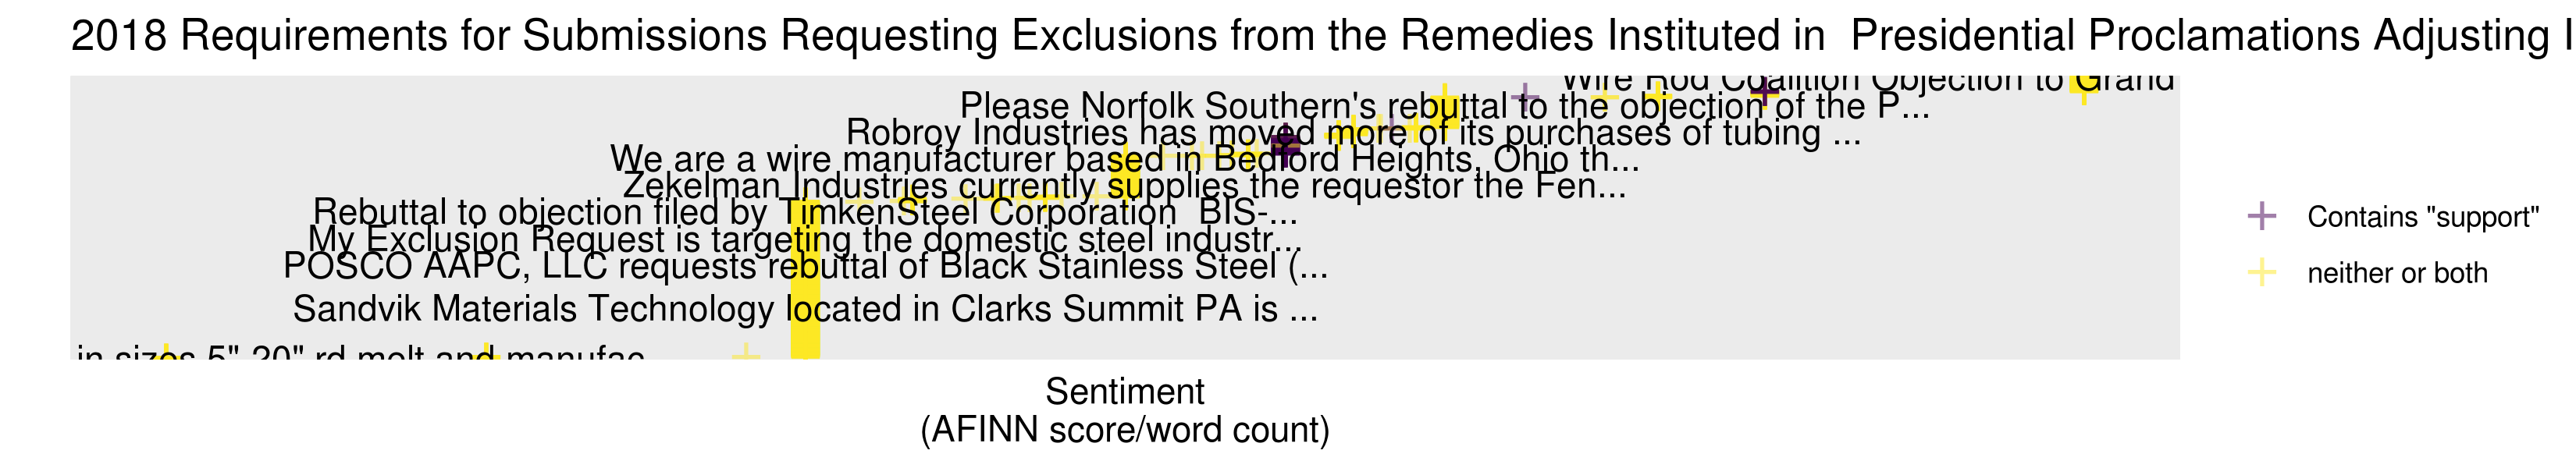 2018 Requirements for Submissions Requesting Exclusions from the Remedies Instituted in  Presidential Proclamations Adjusting I
Wire Rod Coalition Objection to Grand
Please Norfolk Southern's rebuttal to the objection of the P...
Robroy Industries has moved more of its purchases of tubing ...
We are a wire manufacturer based in Bedford Heights, Ohio th...
Zekelman Industries currently supplies the requestor the Fen...
Rebuttal to objection filed by TimkenSteel Corporation  BIS-...
My Exclusion Request is targeting the domestic steel industr...
POSCO AAPC, LLC requests rebuttal of Black Stainless Steel (...
Sandvik Materials Technology located in Clarks Summit PA is ...
in sizes 5" 20" rd melt and manufac
Contains "support"
neither or both
Sentiment
(AFINN score/word count)